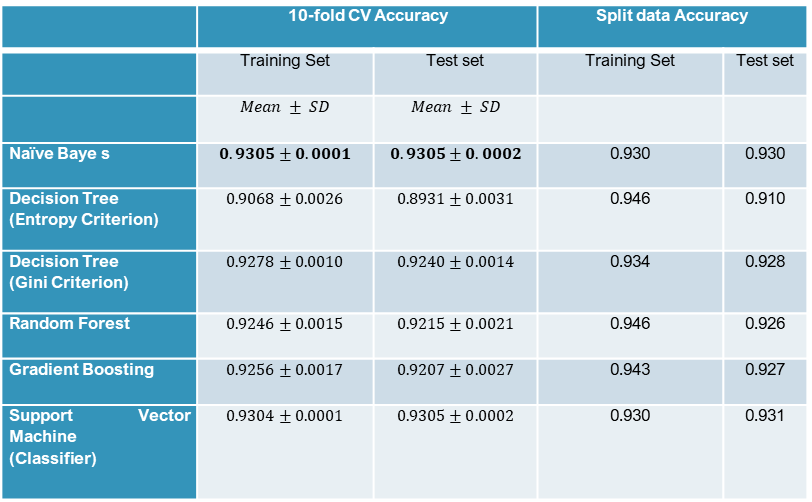 10-fold CV Accuracy Split data Accuracy
Training Set Test set Training Set Test set
Mean ± SD Mean ± SD
Naïve Baye s 0.9305 ± 0.0001 0.9305 ± 0.0002 0.930 0.930
Decision Tree 0.9068 ± 0.0026 0.8931 ± 0.0031 0.946 0.910
(Entropy Criterion)
Decision Tree 0.9278 ± 0.0010 0.9240 ± 0.0014 0.934 0.928
(Gini Criterion)
Random Forest 0.9246 ± 0.0015 0.9215 ± 0.0021 0.946 0.926
Gradient Boosting 0.9256 ± 0.0017 0.9207 ± 0.0027 0.943 0.927
Support Vector 0.9304 ± 0.0001 0.9305 ± 0.0002 0.930 0.931
Machine
(Classifier)